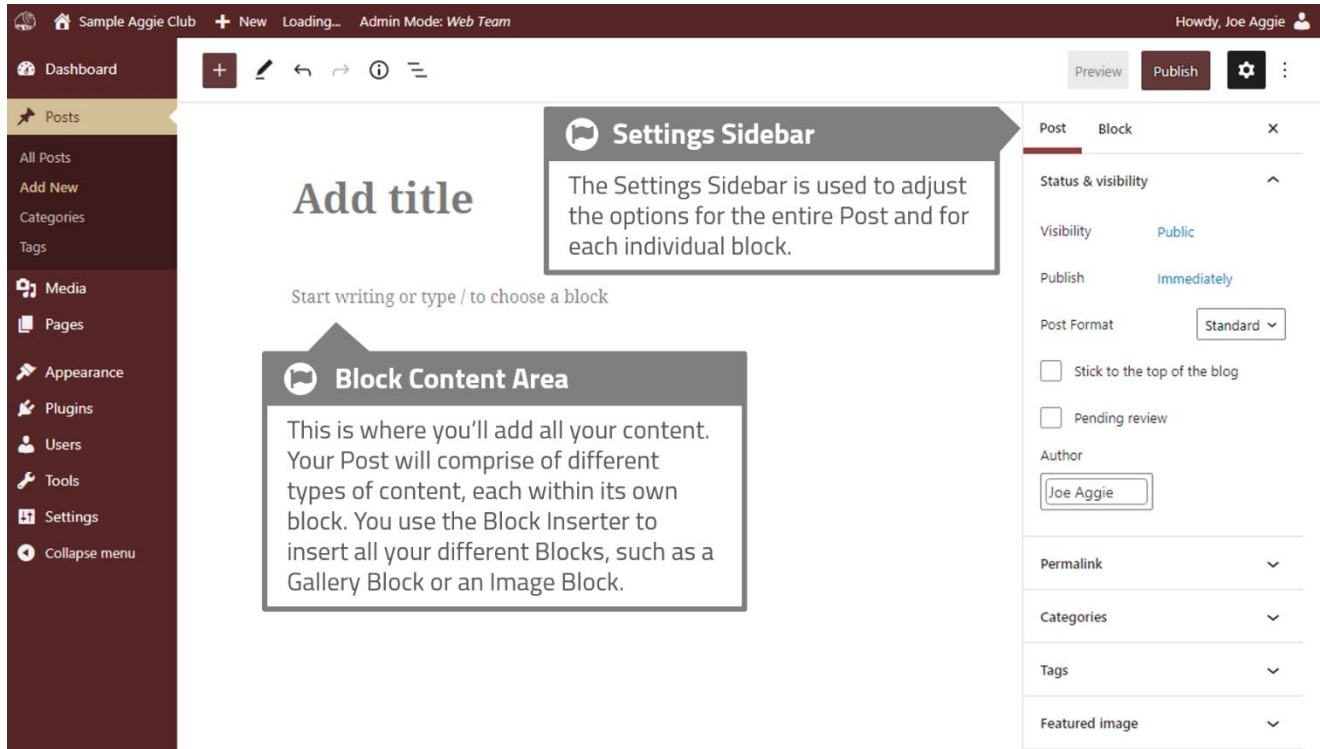 Sample Aggie Club
New
Loading...
Admin Mode: Web Team
Howdy, Joe Aggie
Dashboard
Posts
All Posts
Add New
Categories
Tags
Media
Pages
Appearance
Plugins
Users
Tools
Settings
Collapse menu
Preview
Publish
Add title
Start writing or type / to choose a block
Settings Sidebar
The Settings Sidebar is used to adjust
the options for the entire Post and for
each individual block.
Block Content Area
This is where you'll add all your content.
Your Post will comprise of different
types of content, each within its own
block. You use the Block Inserter to
insert all your different Blocks, such as a
Gallery Block or an Image Block.
Post Block
Status & visibility
Visibility Public
Publish Immediately
Post Format Standard
Stick to the top of the blog
Pending review
Author
Joe Aggie
Permalink
Categories
Tags
Featured image